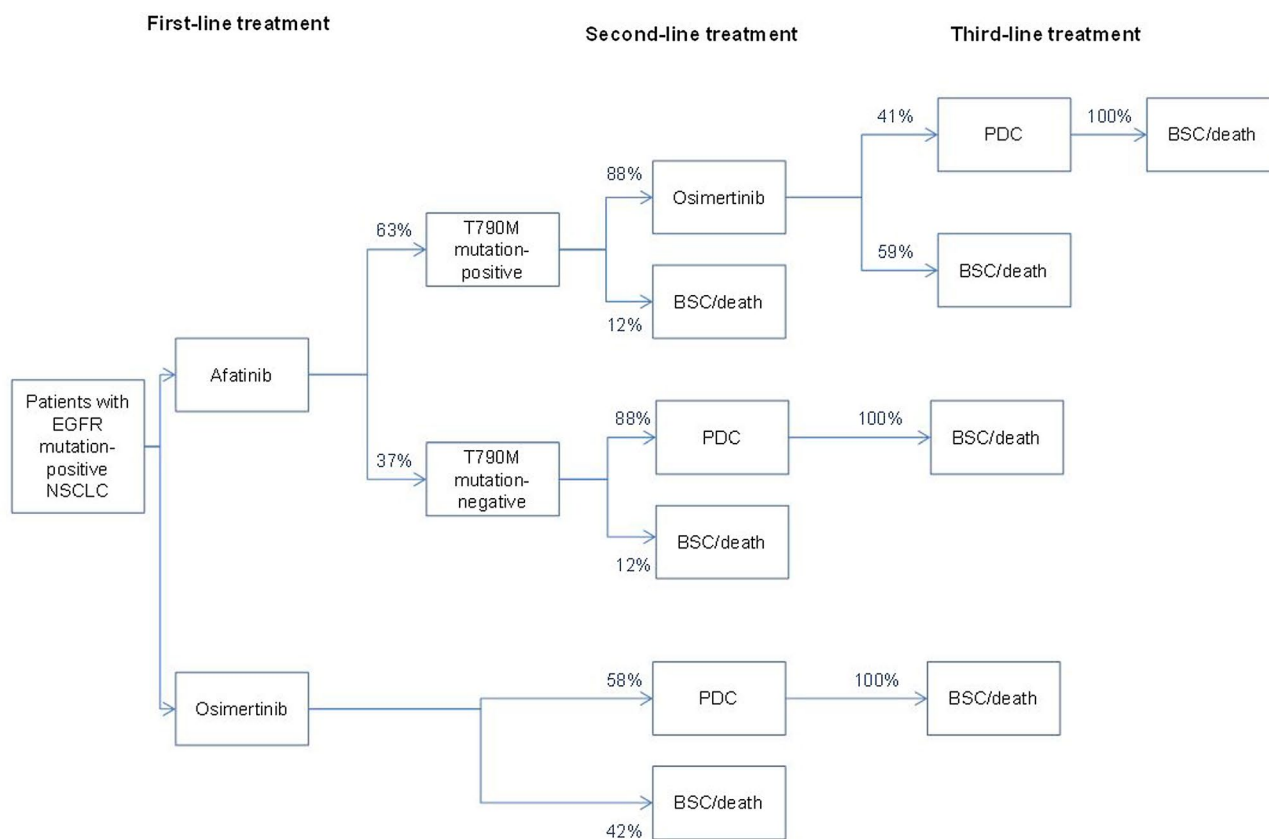 First-line treatment
Second-line treatment
Third-line treatment
41%
PDC
100%
BSC/death
88%
Osimertinib
63%
T790M
mutation-
positive
59%
BSC/death
BSC/death
12%
Afatinib
Patients with
EGFR
mutation-
positive
NSCLC
88%
PDC
100%
BSC/death
37%
T790M
mutation-
negative
BSC/death
12%
58%
PDC
100%
BSC/death
Osimertinib
BSC/death
42%